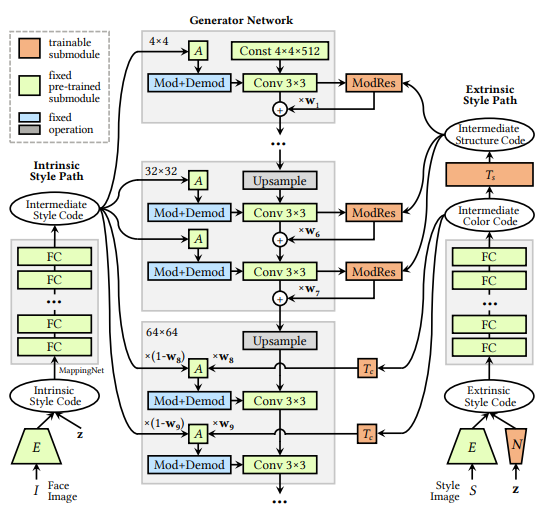 Generator Network
trainable
submodule
fixed
pre-trained
submodule
fixed
operation
4×4
A
Const 4×4×512
Mod+Demod
Conv 3×3
ModRes
+
×w1
...
Extrinsic
Style Path
Intermediate
Structure Code
Ts
Intermediate
Color Code
FC
FC
...
FC
FC
Extrinsic
Style Code
E
N
Style
Image
S
z
Intrinsic
Style Path
Intermediate
Style Code
FC
FC
...
FC
FC
MappingNet
Intrinsic
Style Code
E
z
I
Face
Image
32×32
A
Upsample
Mod+Demod
Conv 3×3
ModRes
A
+
×w6
Mod+Demod
Conv 3×3
ModRes
+
×w7
64×64
Upsample
×(1-w8)
A
×w8
Tc
Mod+Demod
Conv 3×3
×(1-w9)
A
×w9
Tc
Mod+Demod
Conv 3×3
...